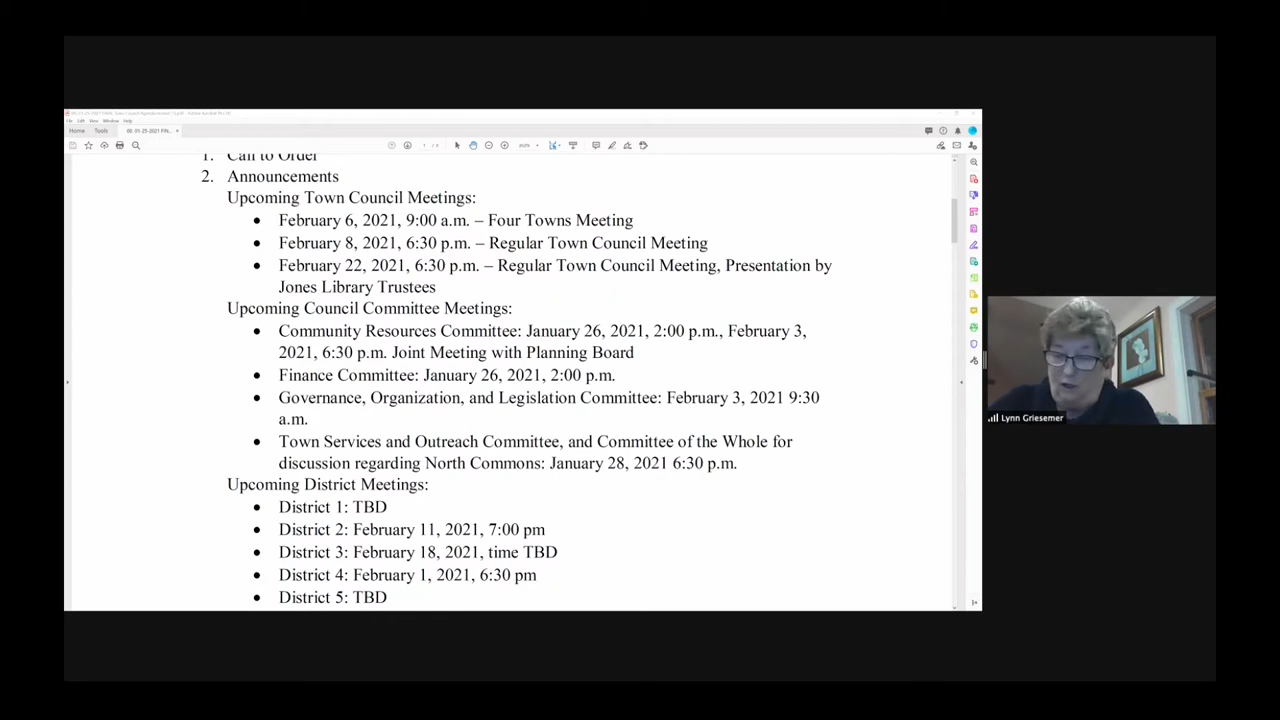 Home Tools
1. Call to Order
2. Announcements
Upcoming Town Council Meetings:
• February 6, 2021, 9:00 a.m. – Four Towns Meeting
• February 8, 2021, 6:30 p.m. – Regular Town Council Meeting
• February 22, 2021, 6:30 p.m. – Regular Town Council Meeting, Presentation by
Jones Library Trustees
Upcoming Council Committee Meetings:
• Community Resources Committee: January 26, 2021, 2:00 p.m., February 3,
2021, 6:30 p.m. Joint Meeting with Planning Board
• Finance Committee: January 26, 2021, 2:00 p.m.
• Governance, Organization, and Legislation Committee: February 3, 2021 9:30
a.m.
• Town Services and Outreach Committee, and Committee of the Whole for
discussion regarding North Commons: January 28, 2021 6:30 p.m.
Upcoming District Meetings:
• District 1: TBD
• District 2: February 11, 2021, 7:00 pm
• District 3: February 18, 2021, time TBD
• District 4: February 1, 2021, 6:30 pm
• District 5: TBD
Lynn Griesemer